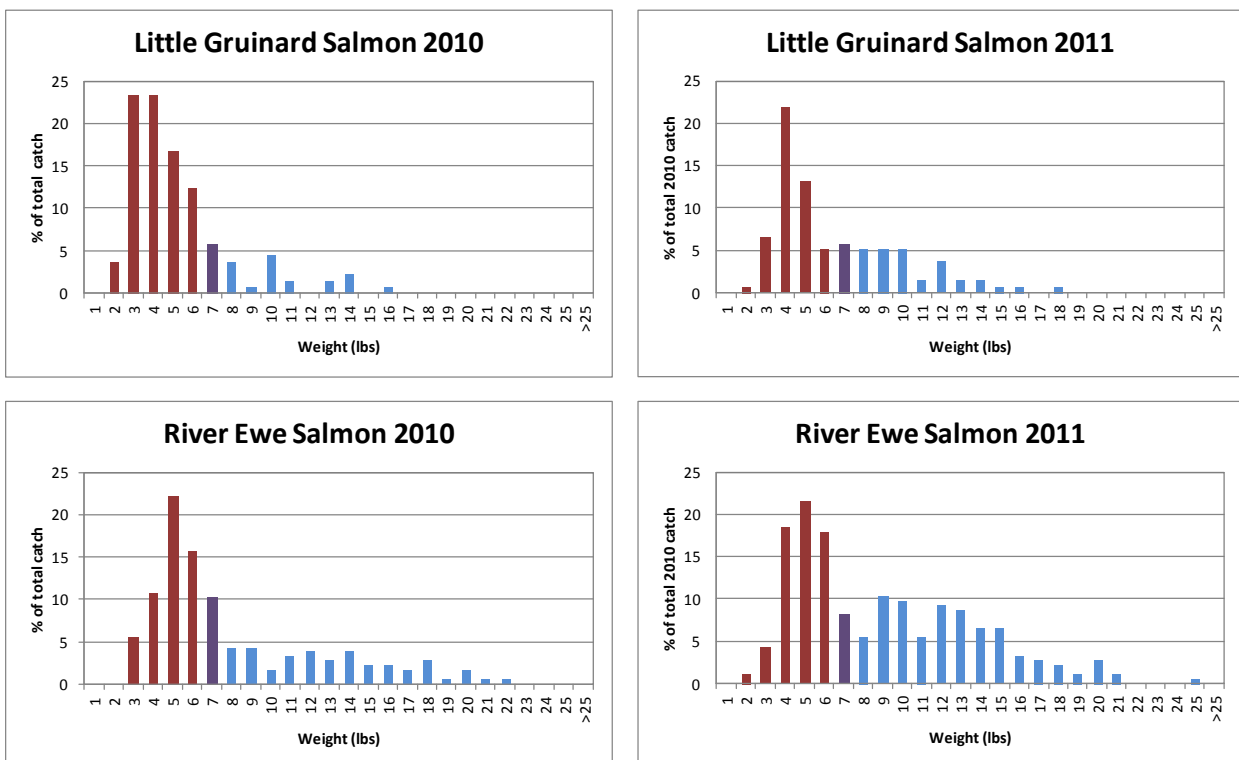 Little Gruinard Salmon 2010
% of total catch
25
20
15
10
5
0
1 2 3 4 5 6 7 8 9 10 11 12 13 14 15 16 17 18 19 20 21 22 23 24 25 >25
Weight (lbs)
Little Gruinard Salmon 2011
% of total 2010 catch
25
20
15
10
5
0
1 2 3 4 5 6 7 8 9 10 11 12 13 14 15 16 17 18 19 20 21 22 23 24 25 >25
Weight (lbs)
River Ewe Salmon 2010
% of total catch
25
20
15
10
5
0
1 2 3 4 5 6 7 8 9 10 11 12 13 14 15 16 17 18 19 20 21 22 23 24 25 >25
Weight (lbs)
River Ewe Salmon 2011
% of total 2010 catch
25
20
15
10
5
0
1 2 3 4 5 6 7 8 9 10 11 12 13 14 15 16 17 18 19 20 21 22 23 24 25 >25
Weight (lbs)